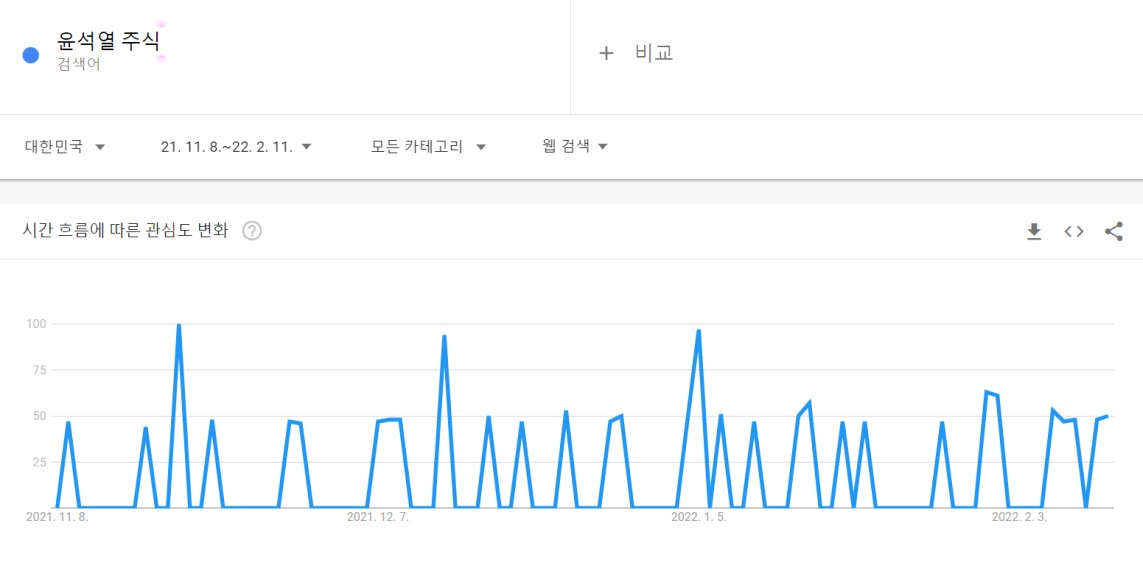 윤석열 주식
검색어
+ 비교
대한민국
21. 11. 8.~22. 2. 11.
모든 카테고리
웹 검색
시간 흐름에 따른 관심도 변화 ?
100
75
50
25
2021. 11. 8. 2021. 12. 7. 2022. 1. 5. 2022. 2. 3.